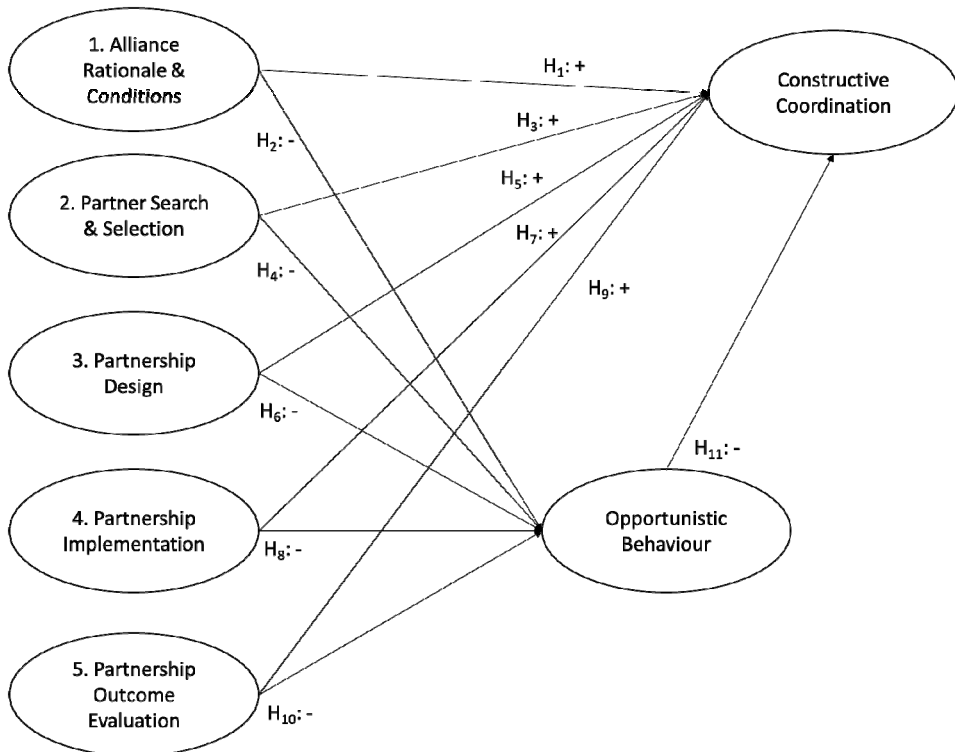 1. Alliance
Rationale &
Conditions
H₁: +
Constructive
Coordination
H₂: -
H₃: +
2. Partner Search
& Selection
H₅: +
H₄: -
H₇: +
H₉: +
3. Partnership
Design
H₆: -
H₁₁: -
4. Partnership
Implementation
H₈: -
Opportunistic
Behaviour
5. Partnership
Outcome
Evaluation
H₁₀: -